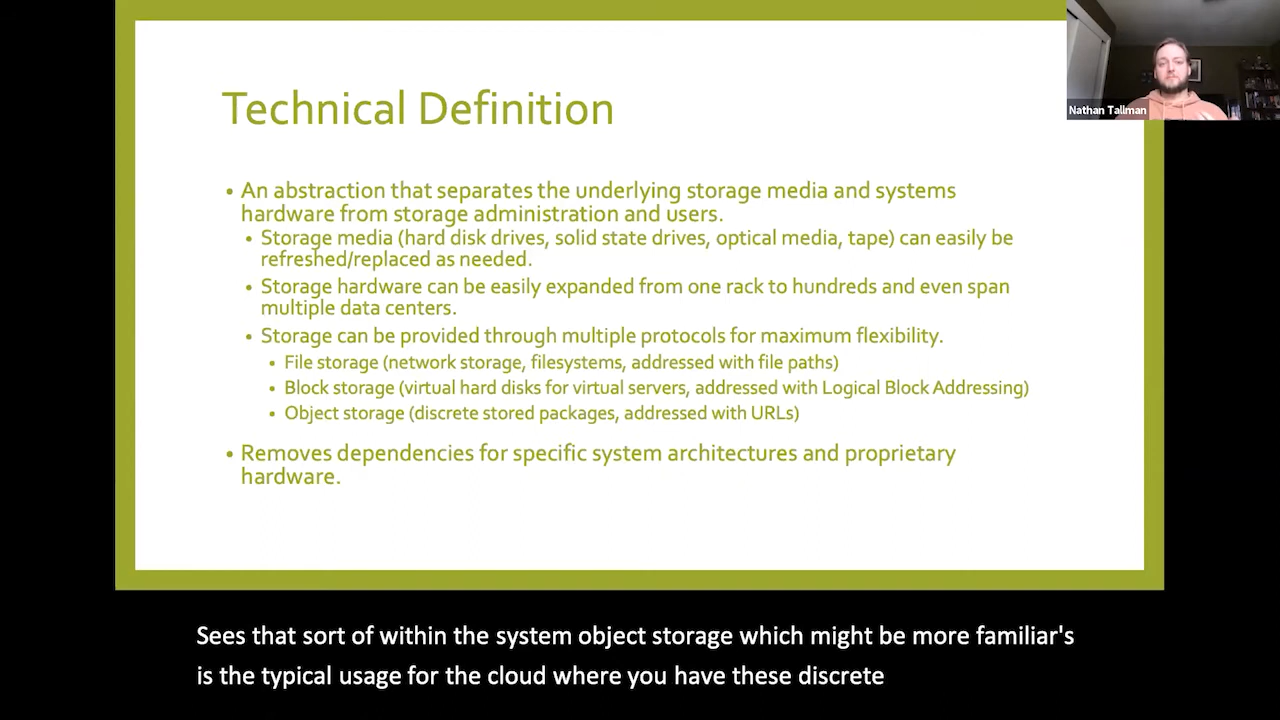 Technical Definition
Nathan Tallman
• An abstraction that separates the underlying storage media and systems
hardware from storage administration and users.
• Storage media (hard disk drives, solid state drives, optical media, tape) can easily be
refreshed/replaced as needed.
• Storage hardware can be easily expanded from one rack to hundreds and even span
multiple data centers.
• Storage can be provided through multiple protocols for maximum flexibility.
• File storage (network storage, filesystems, addressed with file paths)
• Block storage (virtual hard disks for virtual servers, addressed with Logical Block Addressing)
• Object storage (discrete stored packages, addressed with URLs)
• Removes dependencies for specific system architectures and proprietary
hardware.
Sees that sort of within the system object storage which might be more familiar's
is the typical usage for the cloud where you have these discrete